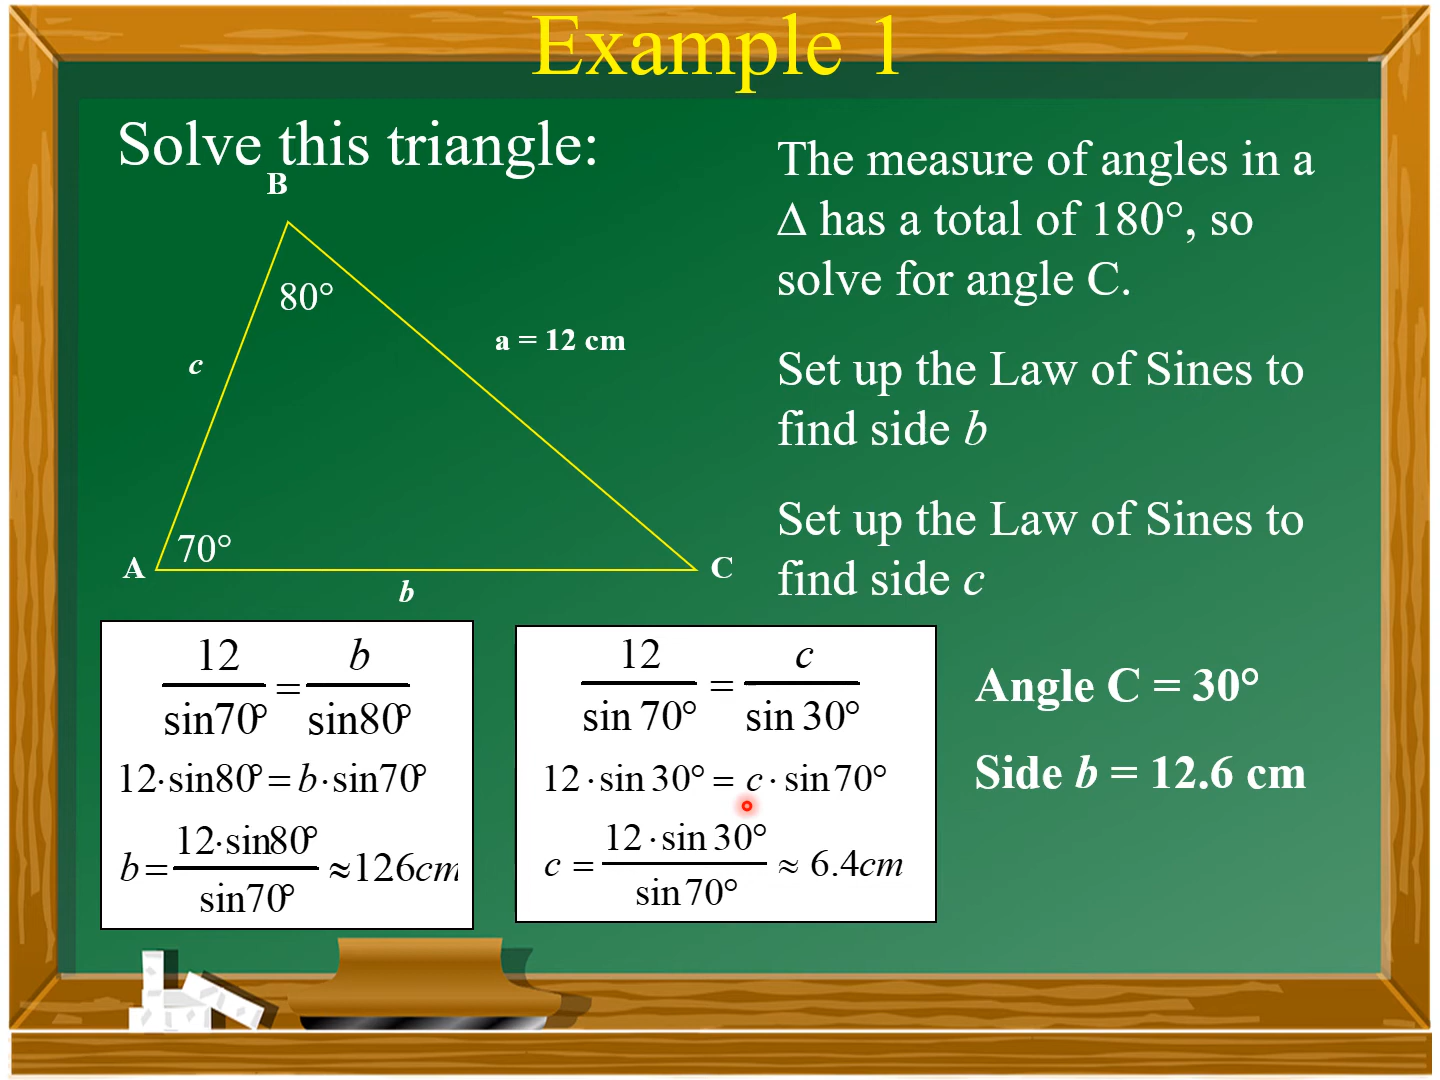 Example 1
Solve this triangle:
B
80°
a = 12 cm
c
70°
A
C
b
The measure of angles in a
Δ has a total of 180°, so
solve for angle C.
Set up the Law of Sines to
find side b
Set up the Law of Sines to
find side c
12/sin70° = b/sin80°
12·sin80° = b·sin70°
b = 12·sin80°/sin70° ≈126cm
12/sin 70° = c/sin 30°
12 · sin 30° = c · sin 70°
c = 12 · sin 30°/sin 70° ≈ 6.4cm
Angle C = 30°
Side b = 12.6 cm